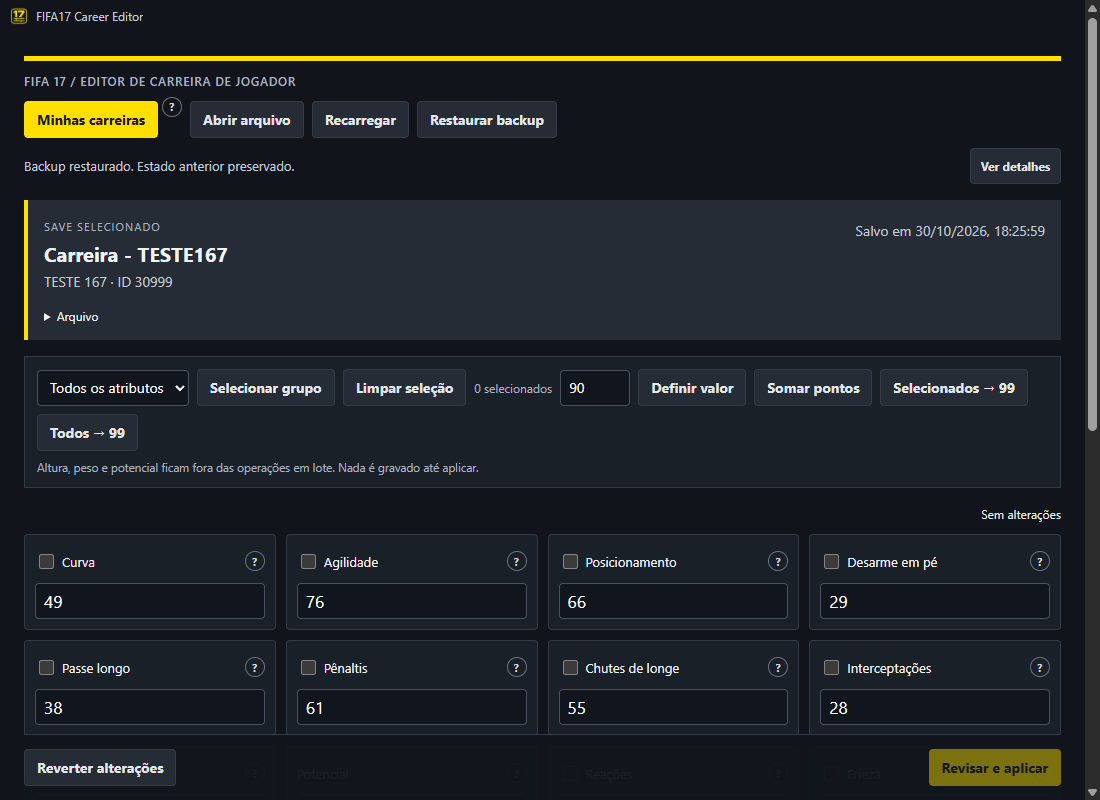 17
FIFA17 Career Editor
FIFA 17 / EDITOR DE CARREIRA DE JOGADOR
Minhas carreiras ? Abrir arquivo Recarregar Restaurar backup
Backup restaurado. Estado anterior preservado. Ver detalhes
SAVE SELECIONADO
Salvo em 30/10/2026, 18:25:59
Carreira - TESTE167
TESTE 167 · ID 30999
▶ Arquivo
Todos os atributos Selecionar grupo Limpar seleção 0 selecionados 90 Definir valor Somar pontos Selecionados → 99
Todos → 99
Altura, peso e potencial ficam fora das operações em lote. Nada é gravado até aplicar.
Sem alterações
Curva ? Agilidade ? Posicionamento ? Desarme em pé ?
49 76 66 29
Passe longo ? Pênaltis ? Chutes de longe ? Interceptações ?
38 61 55 28
Reverter alterações Potencial Reações Frieza Revisar e aplicar